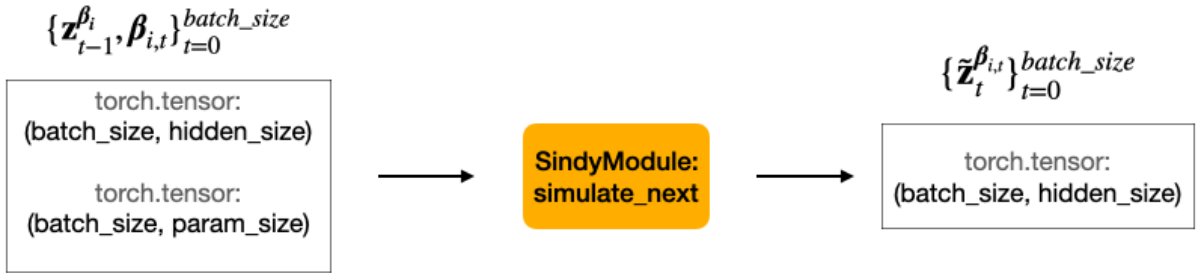 {𝐳_{t−1}^{𝜷_i}, 𝜷_{i,t}}_{t=0}^{batch_size}
torch.tensor:
(batch_size, hidden_size)
torch.tensor:
(batch_size, param_size)
SindyModule:
simulate_next
{𝐳̃_t^{𝜷_{i,t}}}_{t=0}^{batch_size}
torch.tensor:
(batch_size, hidden_size)